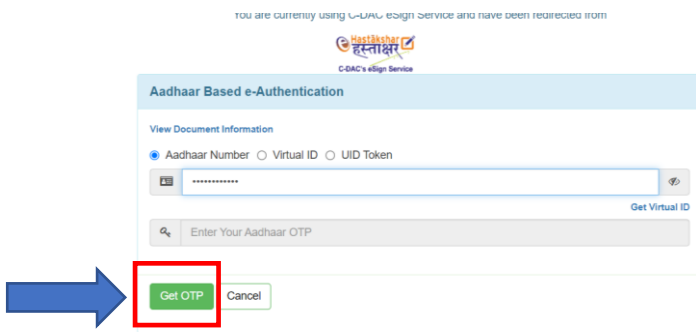 You are currently using C-DAC eSign Service and have been redirected from
e Hastākshar
हस्ताक्षर
C-DAC's eSign Service
Aadhaar Based e-Authentication
View Document Information
Aadhaar Number Virtual ID UID Token
••••••••••••
Get Virtual ID
Enter Your Aadhaar OTP
Get OTP Cancel